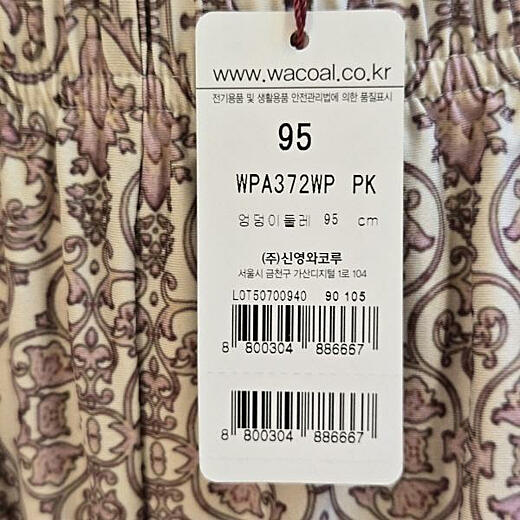 www.wacoal.co.kr
전기용품 및 생활용품 안전관리법에 의한 품질표시
95
WPA372WP PK
엉덩이둘레 95 cm
(주)신영와코루
서울시 금천구 가산디지털 1로 104
LOT50700940 90 105
8 800304 886667
8 800304 886667